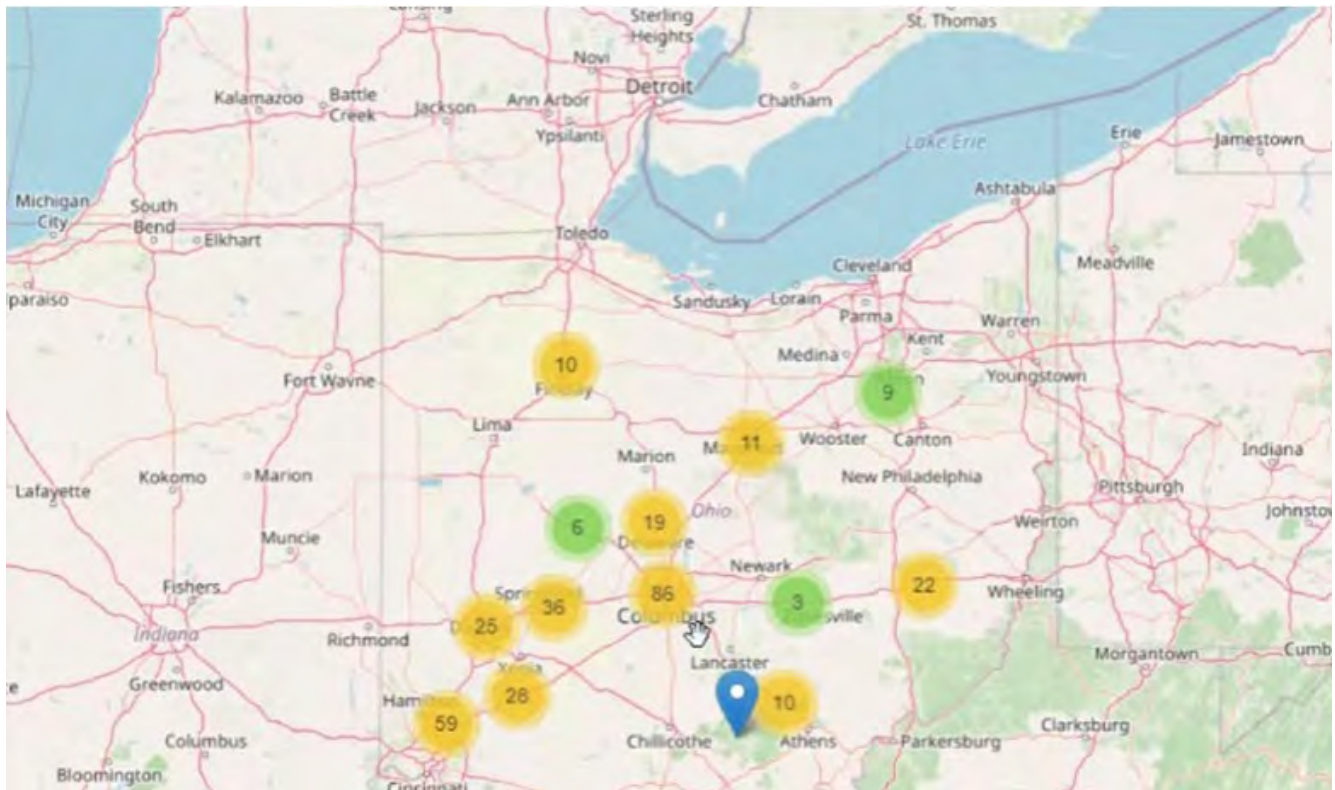 Sterling
Heights
St. Thomas
Novi
Detroit
Kalamazoo
Battle
Creek
Jackson
Ann Arbor
Chatham
Ypsilanti
Lake Erie
Erie
Jamestown
Ashtabula
Michigan
City
South
Bend
Elkhart
Toledo
Cleveland
Meadville
paraiso
Sandusky
Lorain
Parma
Warren
Kent
Medina
10
Fort Wayne
Youngstown
9
Lima
11
Wooster
Canton
Marion
Indiana
Kokomo
Marion
New Philadelphia
Pittsburgh
Lafayette
6
19
Ohio
Weirton
Johnstow
Muncie
Newark
Fishers
36
86
3
22
Wheeling
Columbus
25
Indiana
Richmond
Lancaster
Morgantown
Cumb
Greenwood
28
10
59
Clarksburg
Columbus
Chillicothe
Athens
Parkersburg
Bloomington
Cincinnati